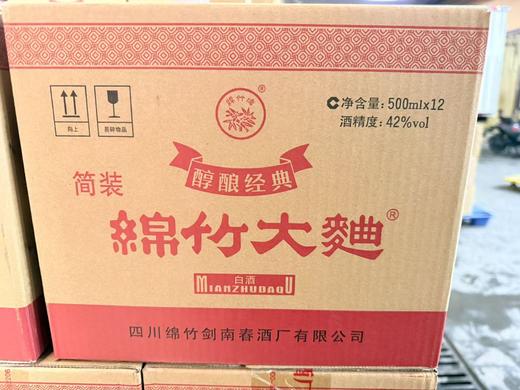 绵竹牌®
向上
易碎物品
净含量:500ml×12
酒精度:42%vol
醇酿经典
简装
綿竹大麯®
白酒
MIANZHUDAQU
四川绵竹剑南春酒厂有限公司